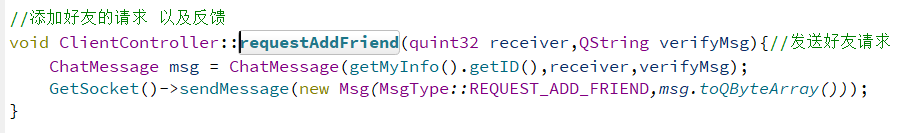 //添加好友的请求 以及反馈
void ClientController::requestAddFriend(quint32 receiver,QString verifyMsg){//发送好友请求
    ChatMessage msg = ChatMessage(getMyInfo().getID(),receiver,verifyMsg);
    GetSocket()->sendMessage(new Msg(MsgType::REQUEST_ADD_FRIEND,msg.toQByteArray()));
}